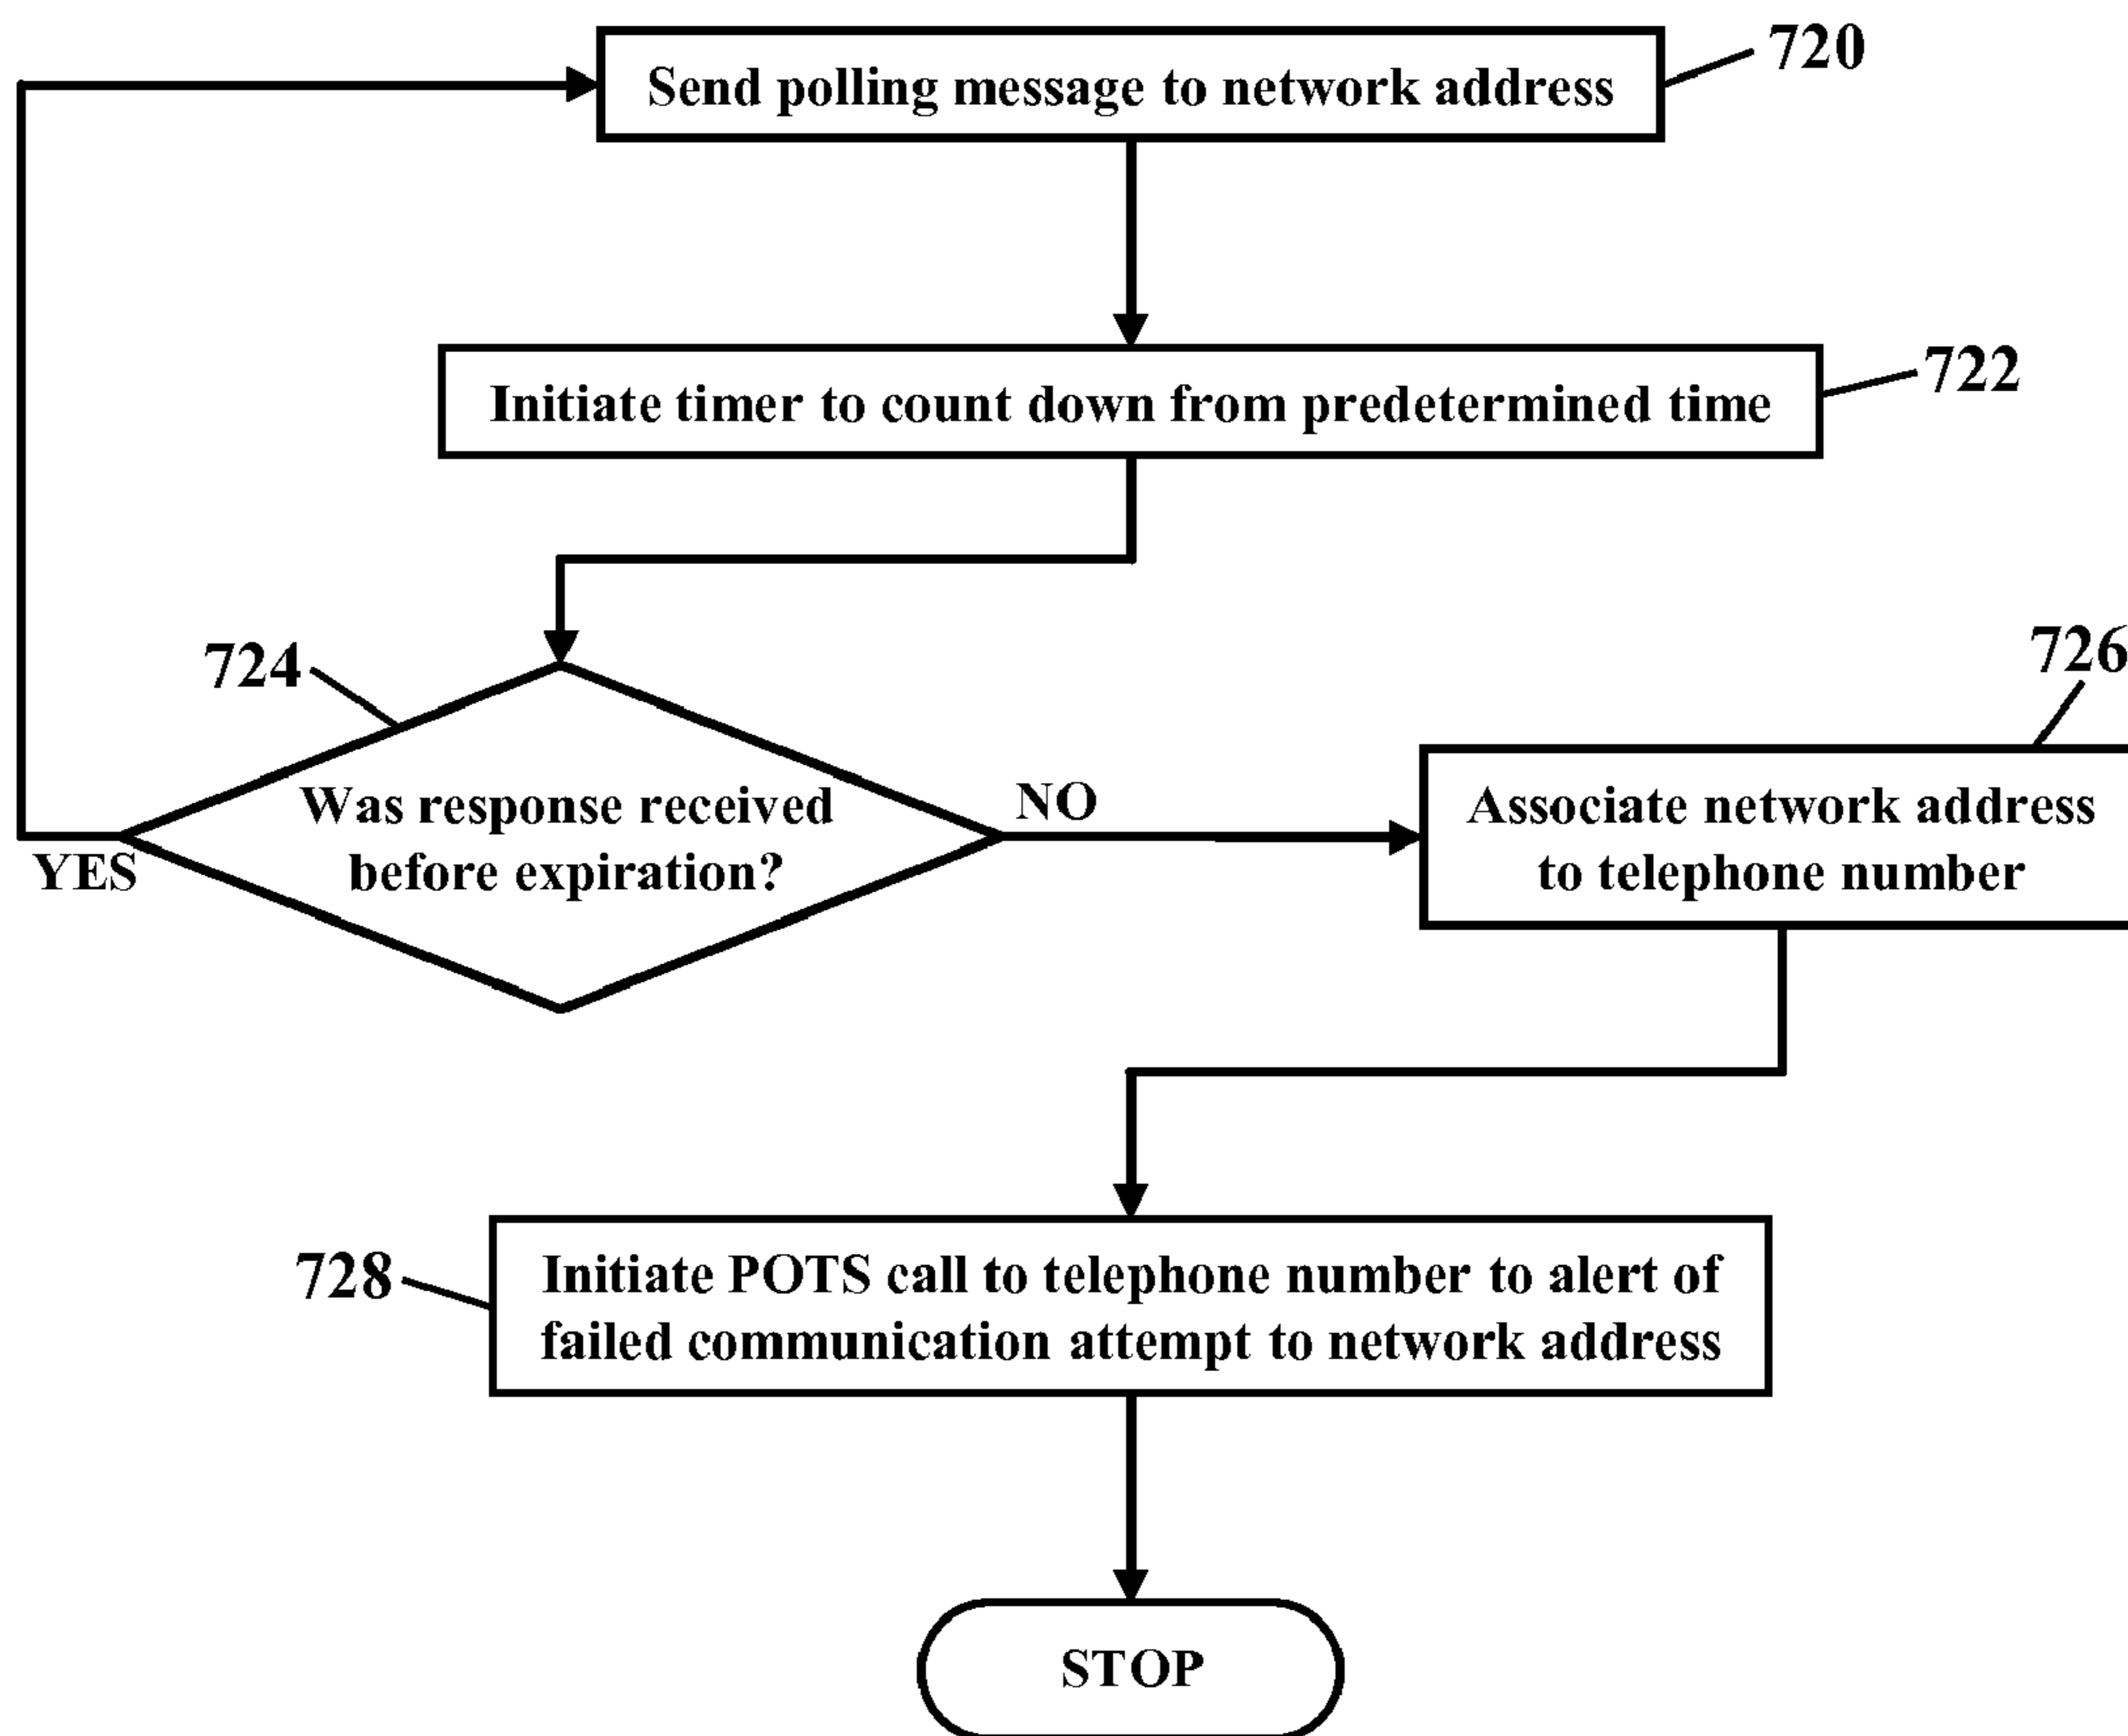 720
Send polling message to network address
722
Initiate timer to count down from predetermined time
724
726
Was response received
before expiration?
NO
YES
Associate network address
to telephone number
728
Initiate POTS call to telephone number to alert of
failed communication attempt to network address
STOP